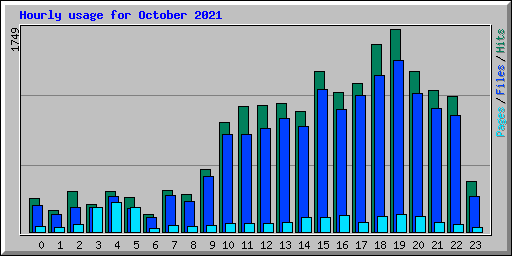 Hourly usage for October 2021
1749
Pages/Files/Hits
0 1 2 3 4 5 6 7 8 9 10 11 12 13 14 15 16 17 18 19 20 21 22 23